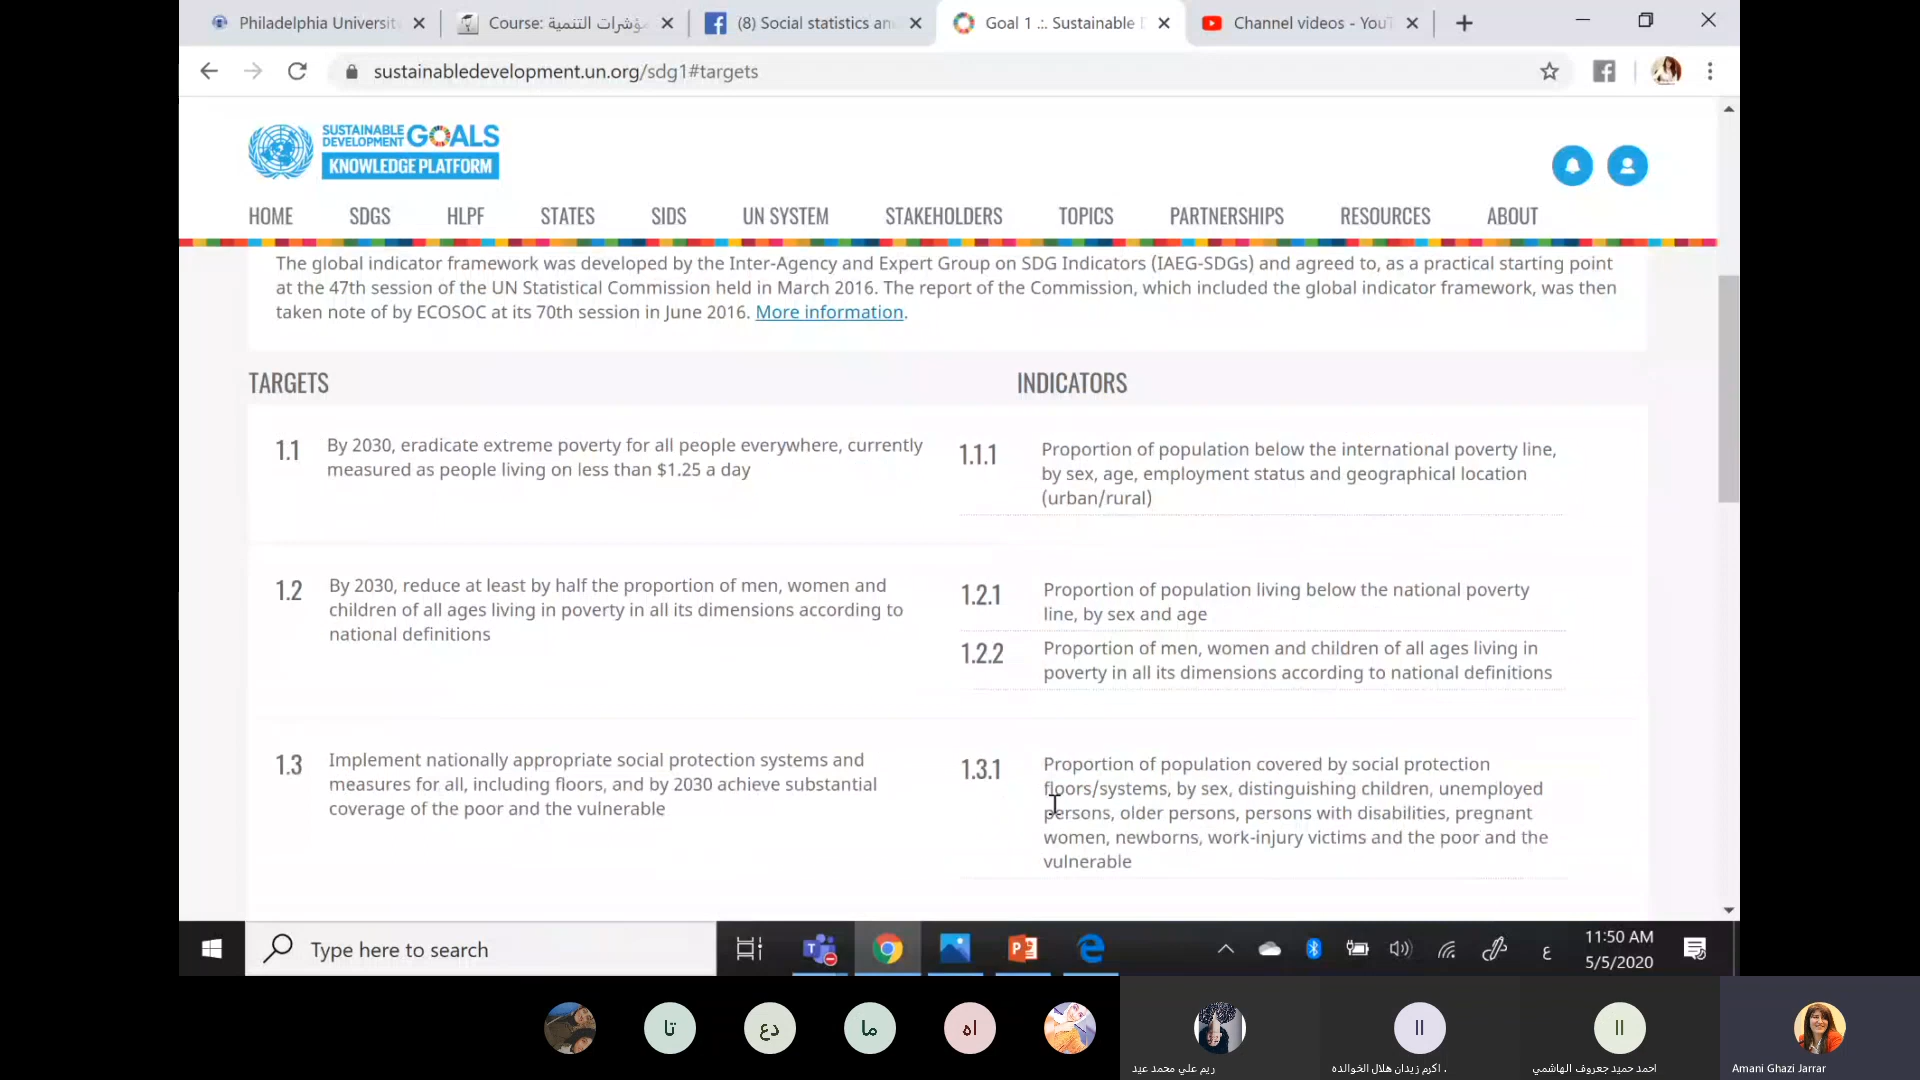 Philadelphia Universit
Course: مؤشرات التنمية
(8) Social statistics an
Goal 1 .:. Sustainable D
Channel videos - YouT
sustainabledevelopment.un.org/sdg1#targets
SUSTAINABLE DEVELOPMENT GOALS
KNOWLEDGE PLATFORM
HOME SDGS HLPF STATES SIDS UN SYSTEM STAKEHOLDERS TOPICS PARTNERSHIPS RESOURCES ABOUT
The global indicator framework was developed by the Inter-Agency and Expert Group on SDG Indicators (IAEG-SDGs) and agreed to, as a practical starting point
at the 47th session of the UN Statistical Commission held in March 2016. The report of the Commission, which included the global indicator framework, was then
taken note of by ECOSOC at its 70th session in June 2016. More information.
TARGETS
INDICATORS
1.1
By 2030, eradicate extreme poverty for all people everywhere, currently
measured as people living on less than $1.25 a day
1.1.1
Proportion of population below the international poverty line,
by sex, age, employment status and geographical location
(urban/rural)
1.2
By 2030, reduce at least by half the proportion of men, women and
children of all ages living in poverty in all its dimensions according to
national definitions
1.2.1
Proportion of population living below the national poverty
line, by sex and age
1.2.2
Proportion of men, women and children of all ages living in
poverty in all its dimensions according to national definitions
1.3
Implement nationally appropriate social protection systems and
measures for all, including floors, and by 2030 achieve substantial
coverage of the poor and the vulnerable
1.3.1
Proportion of population covered by social protection
floors/systems, by sex, distinguishing children, unemployed
persons, older persons, persons with disabilities, pregnant
women, newborns, work-injury victims and the poor and the
vulnerable
Type here to search
ع
11:50 AM
5/5/2020
تا
دع
ما
اه
اا
اا
ريم علي محمد عيد
اكرم زيدان هلال الخوالده .
احمد حميد جعروف الهاشمي
Amani Ghazi Jarrar